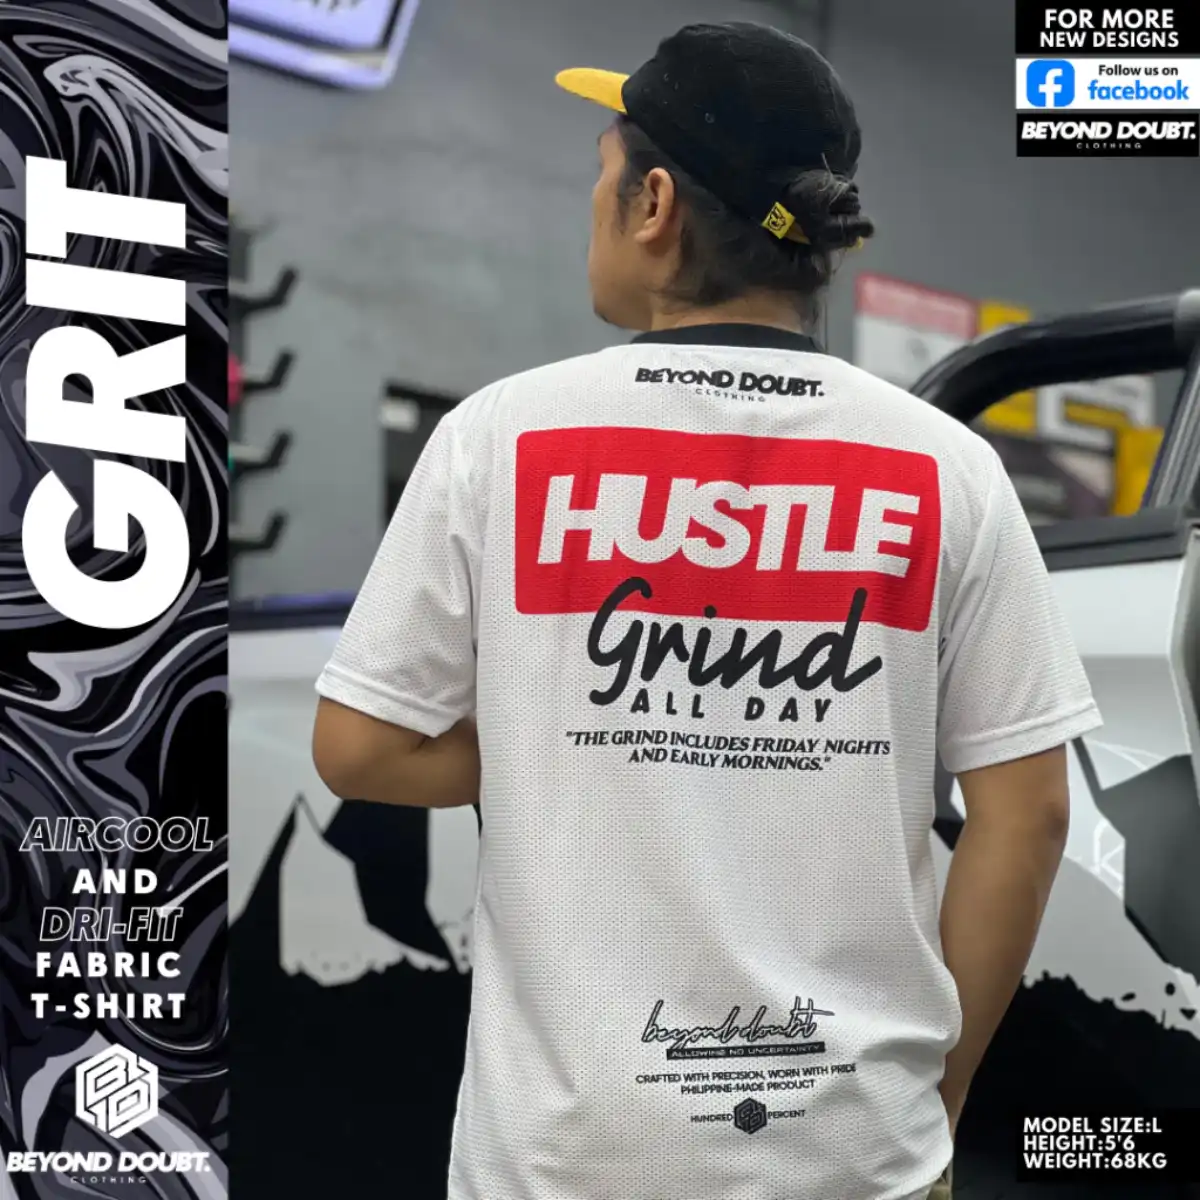 FOR MORE
NEW DESIGNS
Follow us on
facebook
BEYOND DOUBT.
CLOTHING
GRIT
AIRCOOL
AND
DRI-FIT
FABRIC
T-SHIRT
BEYOND DOUBT.
CLOTHING
BEYOND DOUBT.
CLOTHING
HUSTLE
Grind
ALL DAY
"THE GRIND INCLUDES FRIDAY NIGHTS
AND EARLY MORNINGS."
beyond doubt
ALLOWING NO UNCERTAINTY
CRAFTED WITH PRECISION, WORN WITH PRIDE
PHILIPPINE-MADE PRODUCT
HUNDRED PERCENT
MODEL SIZE:L
HEIGHT:5'6
WEIGHT:68KG